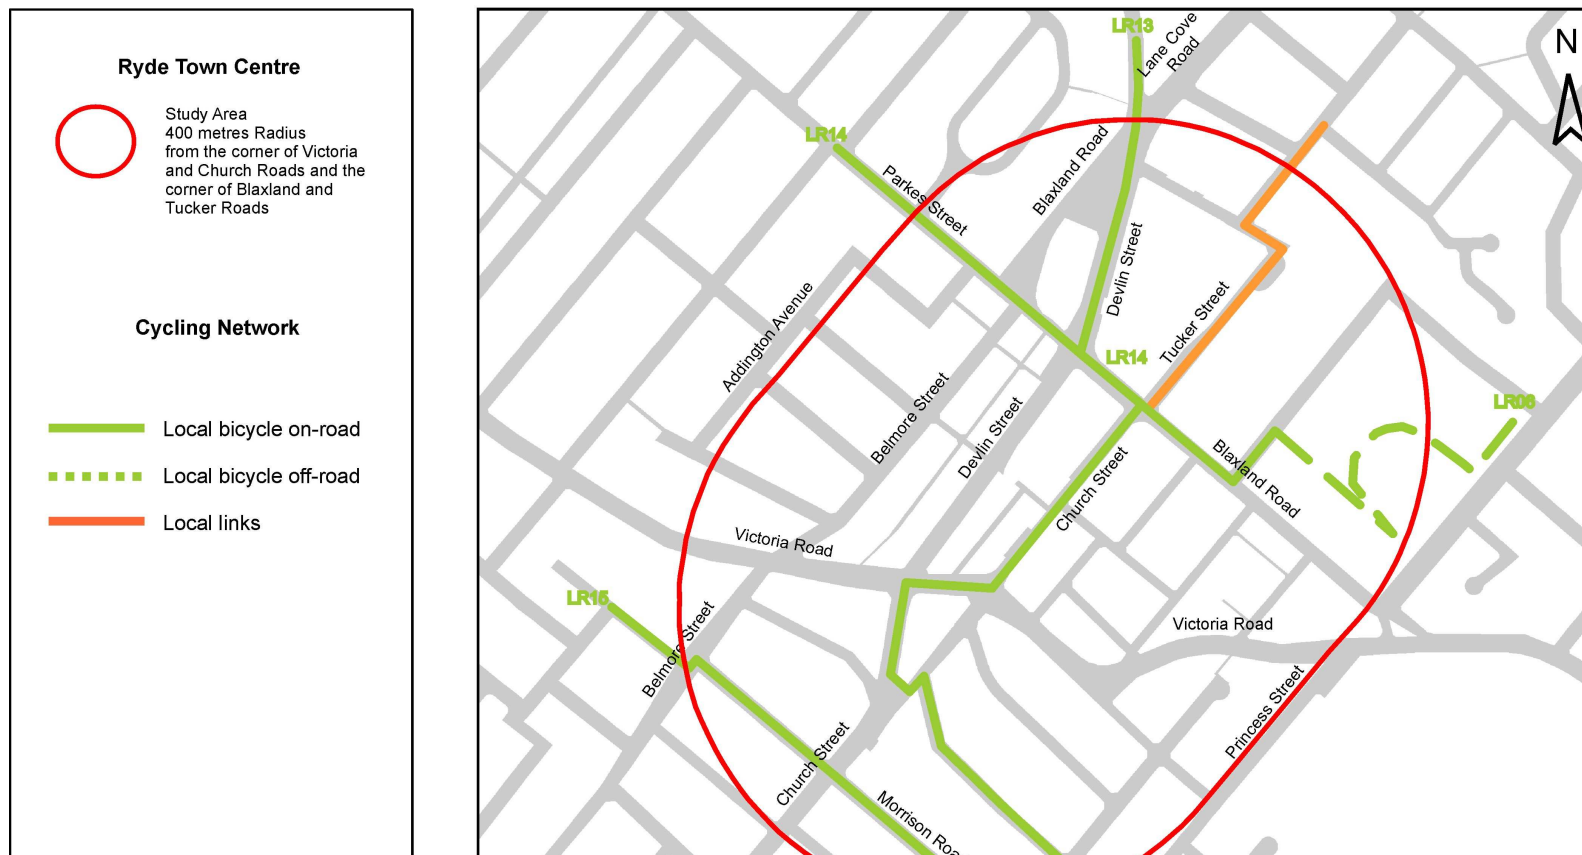 Ryde Town Centre
Study Area
400 metres Radius
from the corner of Victoria
and Church Roads and the
corner of Blaxland and
Tucker Roads
Cycling Network
Local bicycle on-road
Local bicycle off-road
Local links
LR13
Lane Cove
Road
N
LR14
Parkes Street
Blaxland Road
Devlin Street
Addington Avenue
Tucker Street
LR14
Belmore Street
Devlin Street
LR06
Church Street
Blaxland Road
Victoria Road
LR15
Belmore Street
Victoria Road
Princess Street
Church Street
Morrison